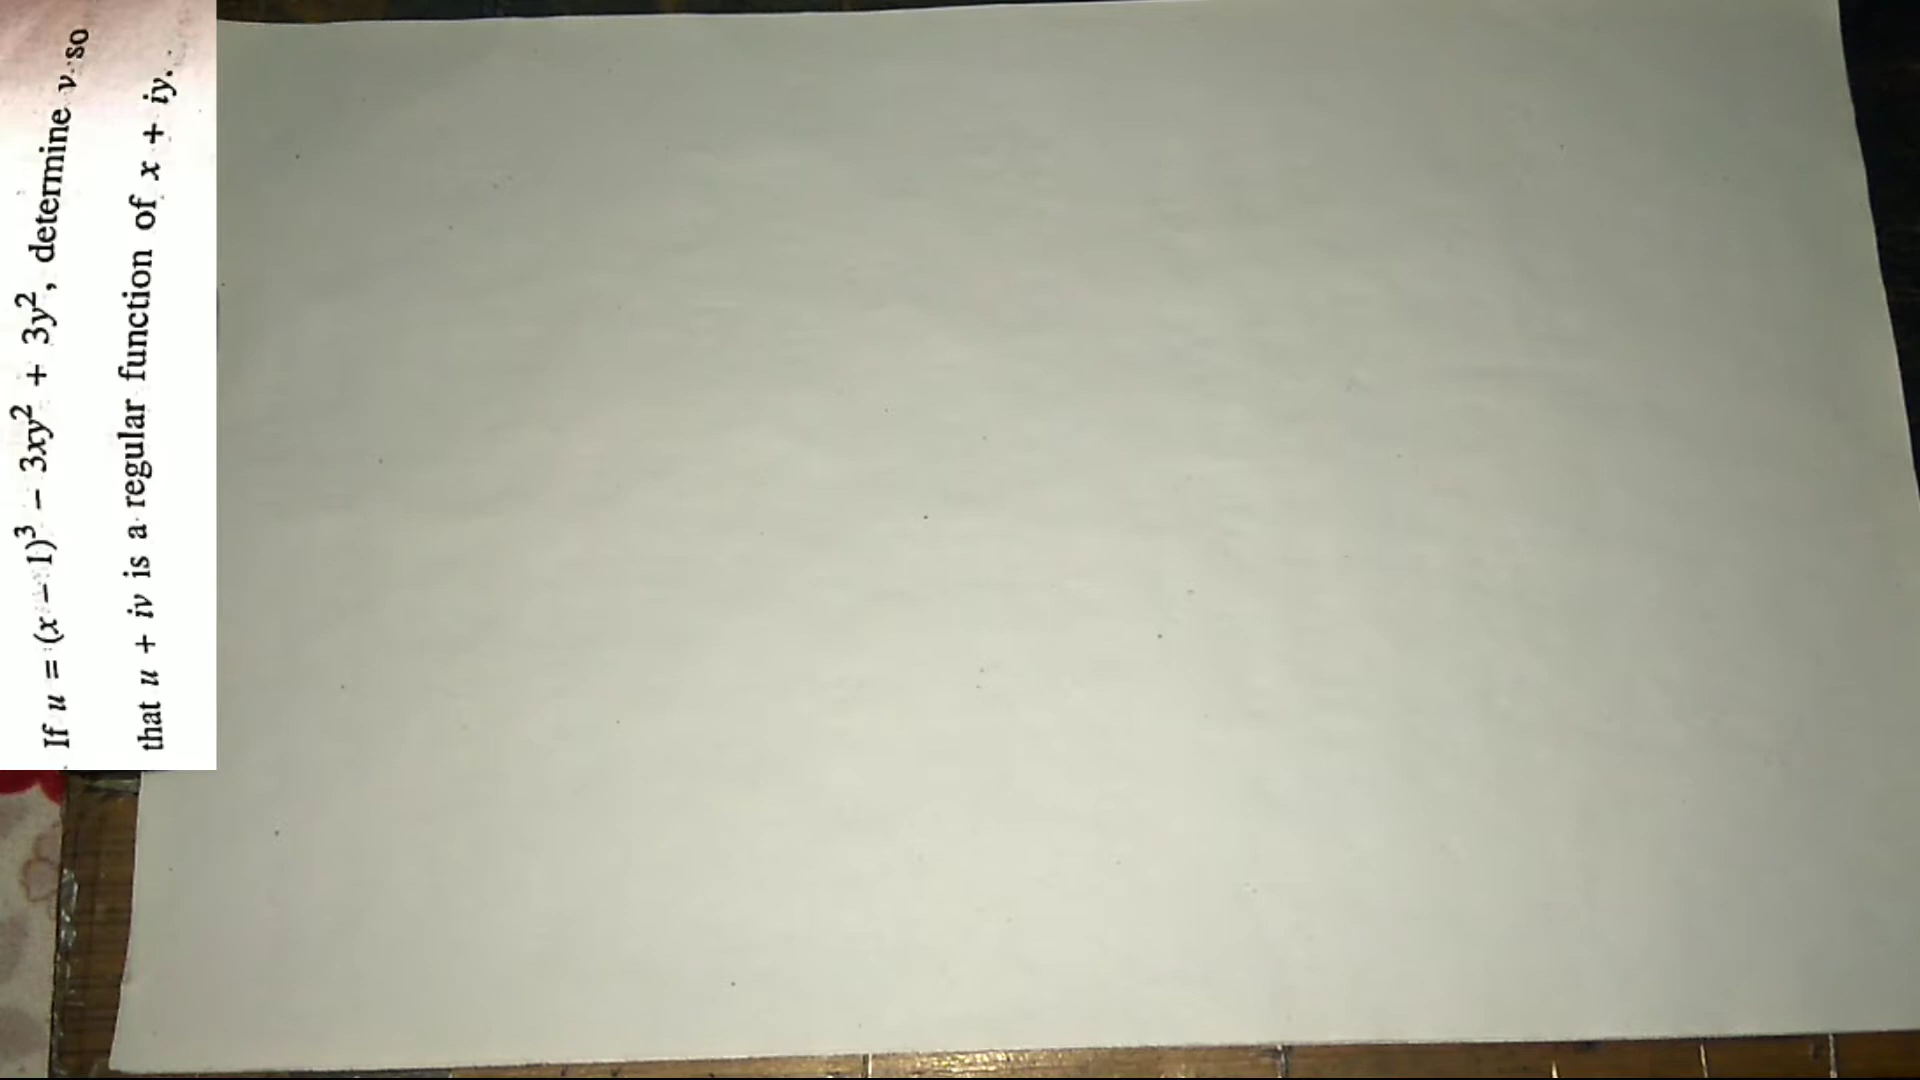 If u = (x – 1)³ – 3xy² + 3y², determine v so
that u + iv is a regular function of x + iy.